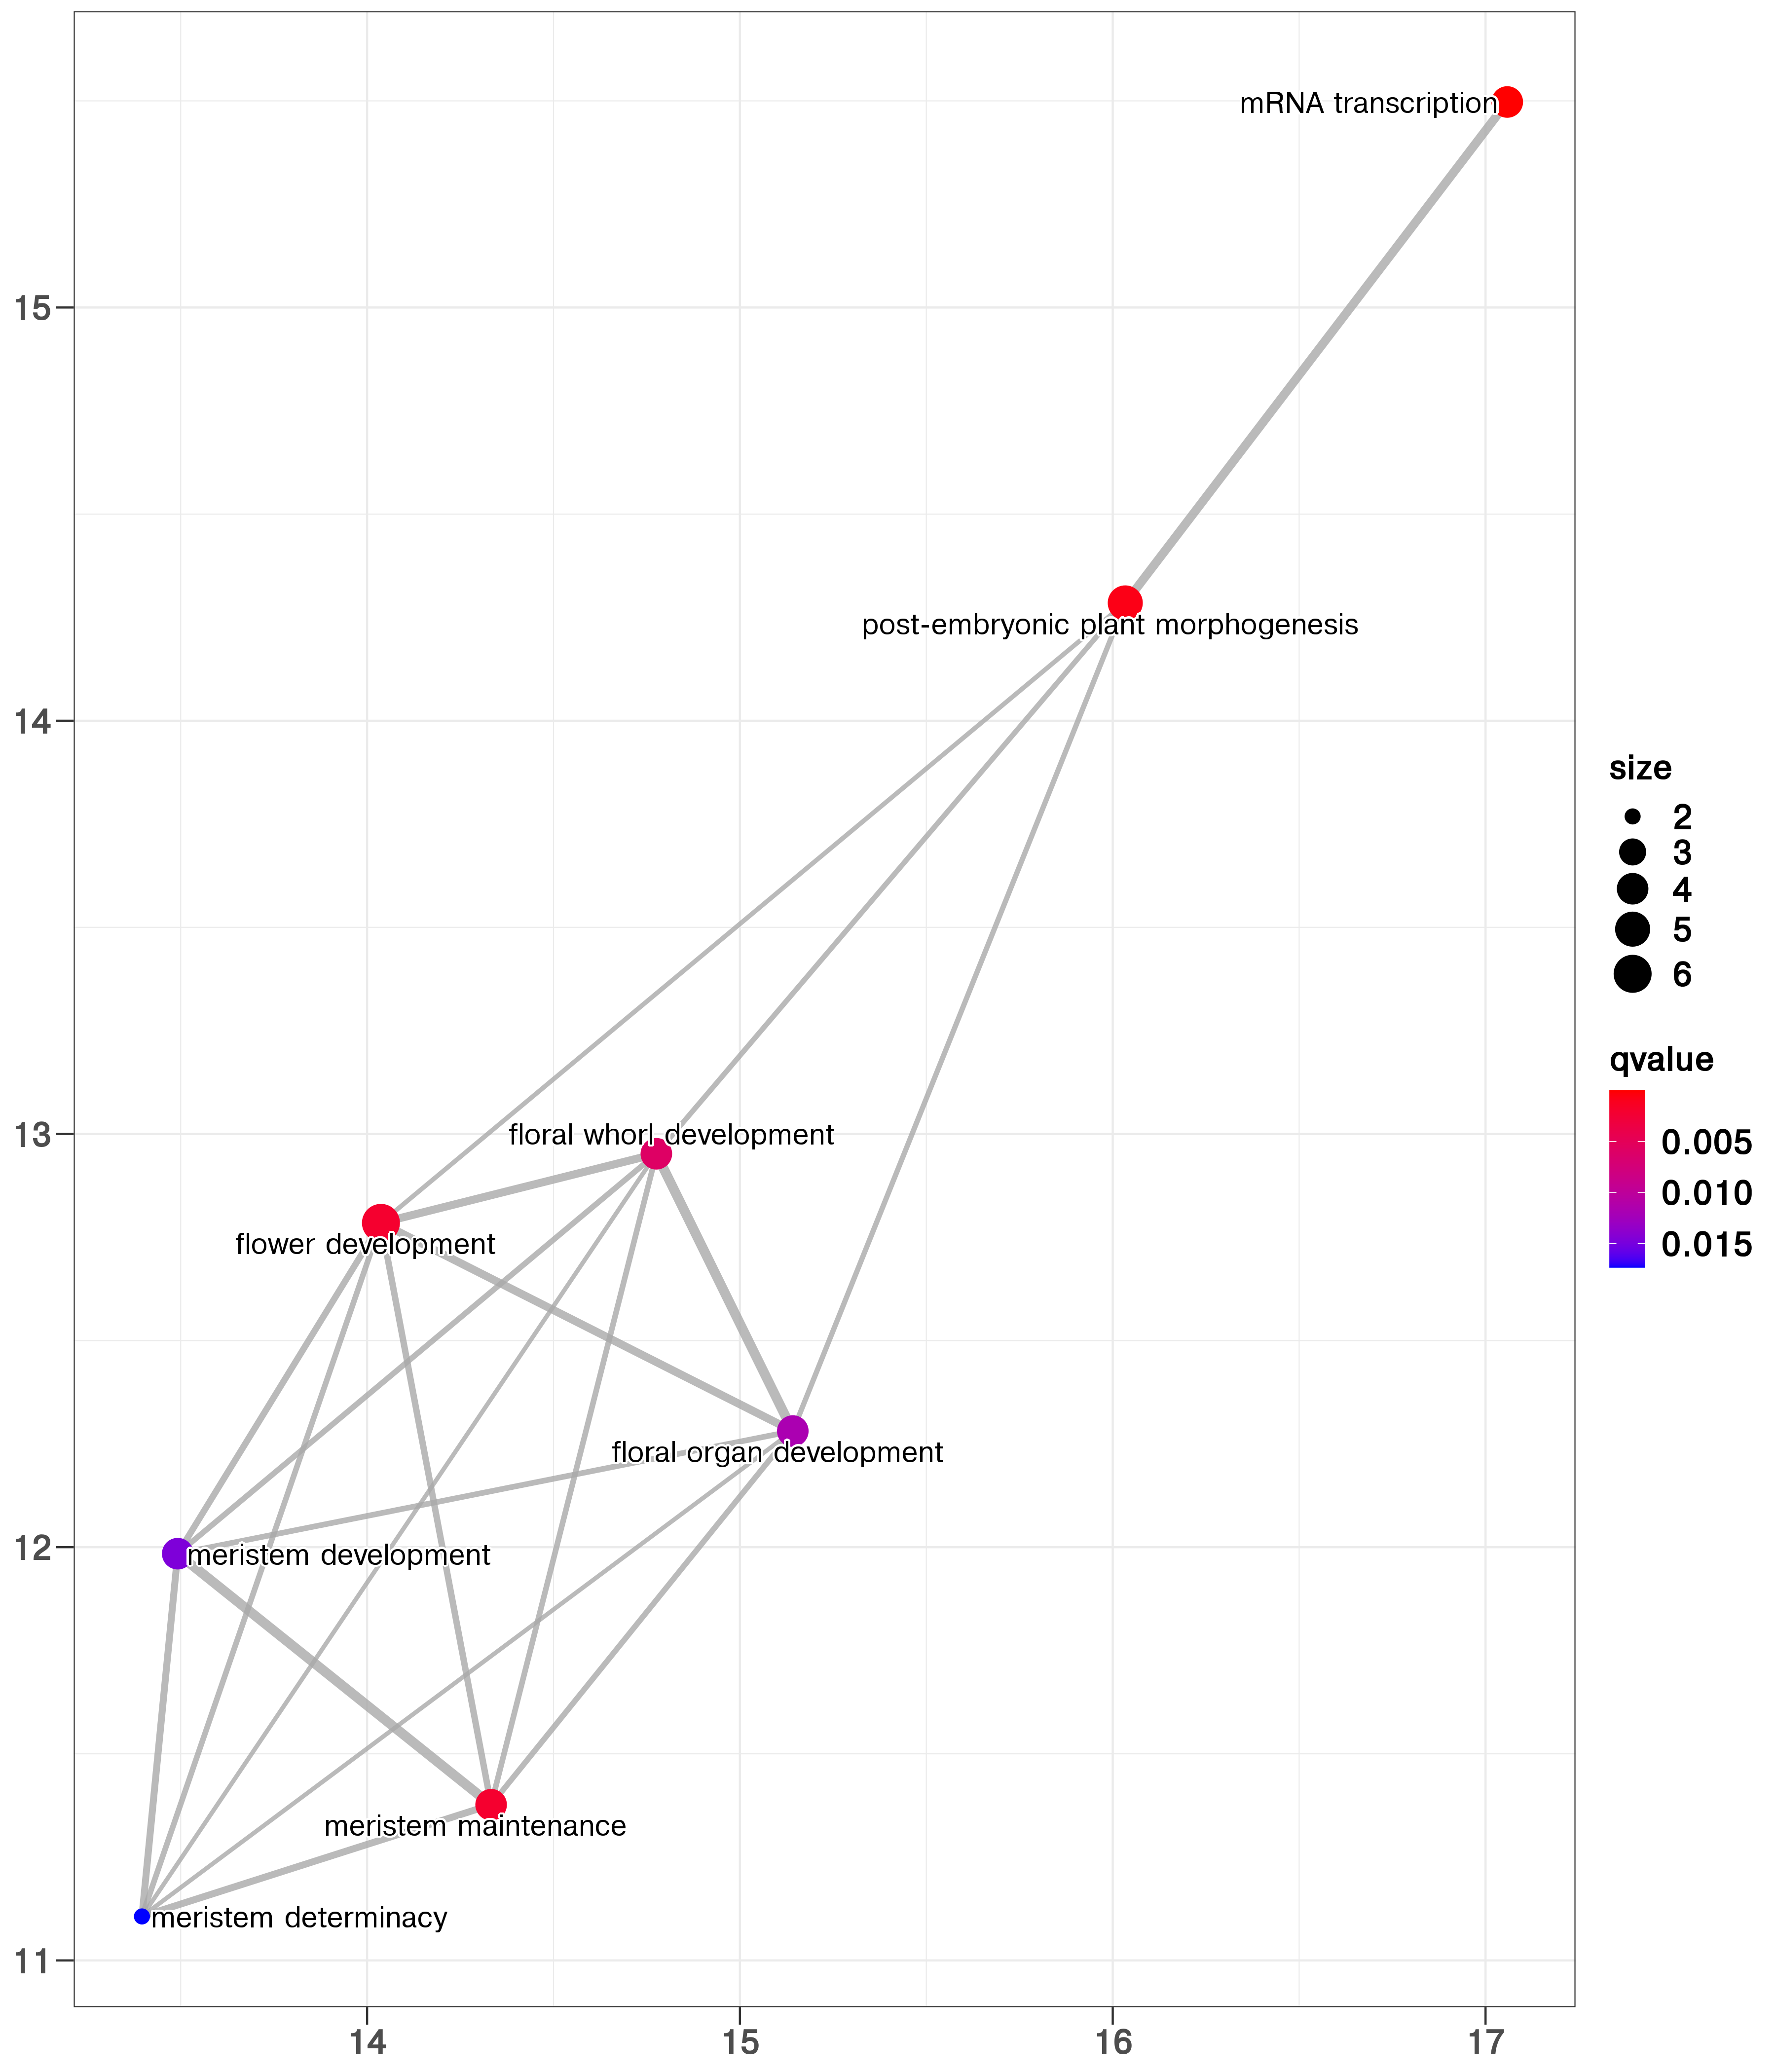 mRNA transcription
15
post-embryonic plant morphogenesis
14
size
2
3
4
5
6
qvalue
0.005
0.010
0.015
13
floral whorl development
flower development
floral organ development
12
meristem development
meristem maintenance
meristem determinacy
11
14 15 16 17